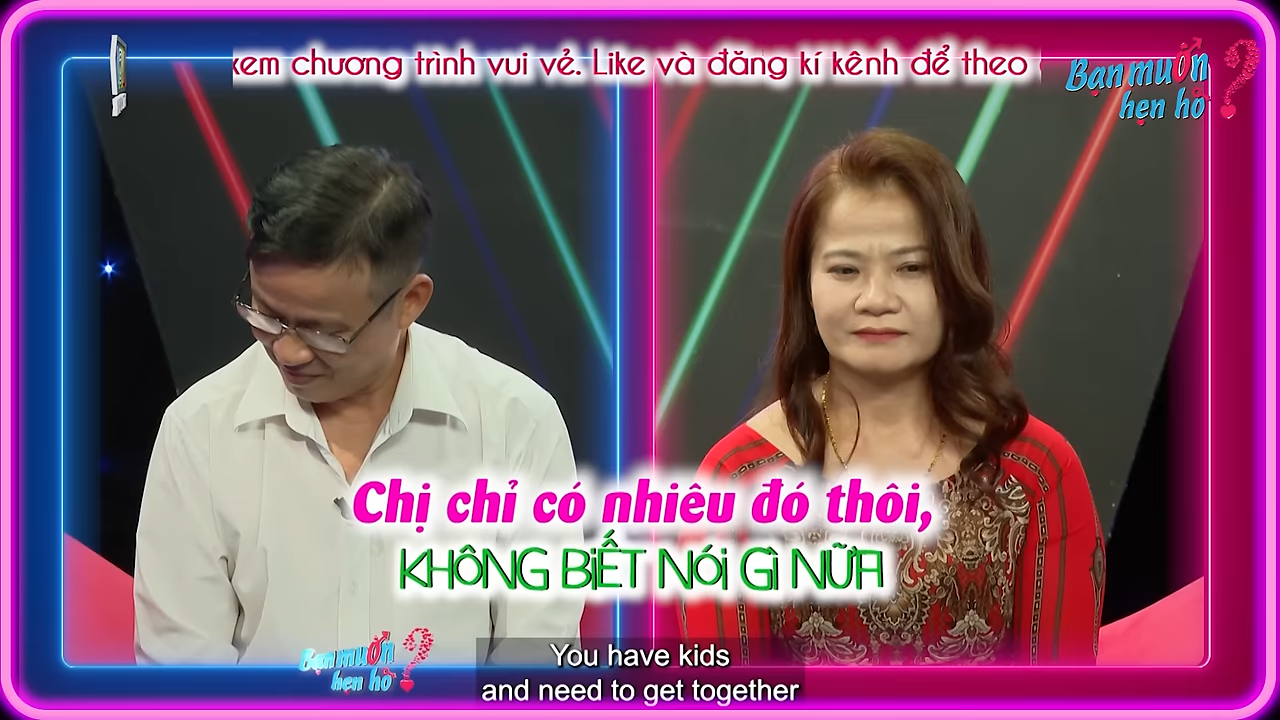 xem chương trình vui vẻ. Like và đăng kí kênh để theo
Bạn muốn
hẹn hò
Chị chỉ có nhiêu đó thôi,
KHÔNG BIẾT NÓI GÌ NỮA
Bạn muốn
hẹn hò
You have kids
and need to get together